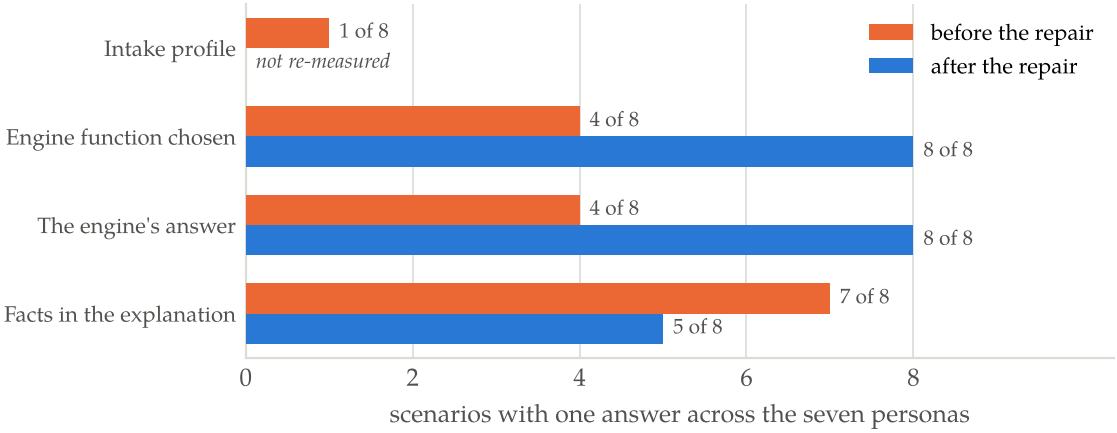 before the repair
after the repair
Intake profile
1 of 8
not re-measured
Engine function chosen
4 of 8
8 of 8
The engine's answer
4 of 8
8 of 8
Facts in the explanation
7 of 8
5 of 8
0 2 4 6 8
scenarios with one answer across the seven personas